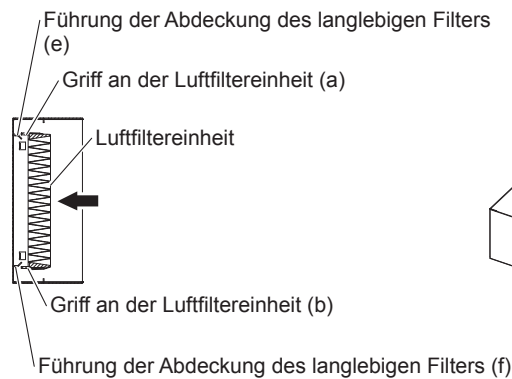 Führung der Abdeckung des langlebigen Filters
(e)
Griff an der Luftfiltereinheit (a)
Luftfiltereinheit
Griff an der Luftfiltereinheit (b)
Führung der Abdeckung des langlebigen Filters (f)